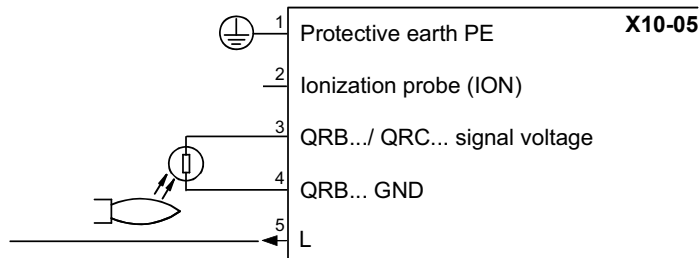 X10-05
1 Protective earth PE
2 Ionization probe (ION)
3 QRB.../ QRC... signal voltage
4 QRB... GND
5 L